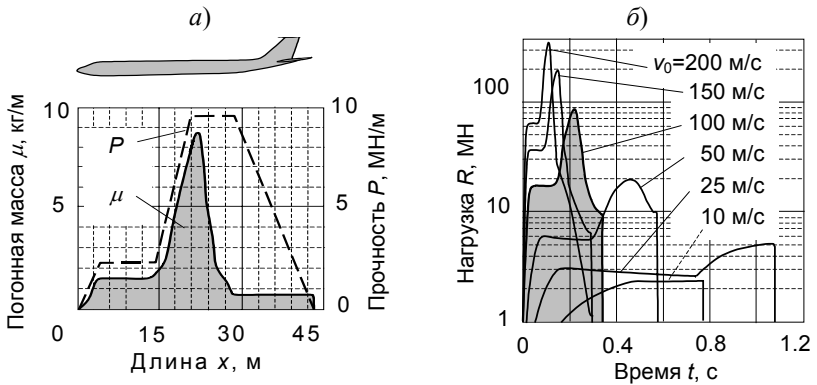 а)
10
5
0
Погонная масса μ, кг/м
P
μ
10
5
0
Прочность P, МН/м
0 15 30 45
Длина x, м
б)
100
10
1
Нагрузка R, МН
v₀=200 м/с
150 м/с
100 м/с
50 м/с
25 м/с
10 м/с
0 0.4 0.8 1.2
Время t, с